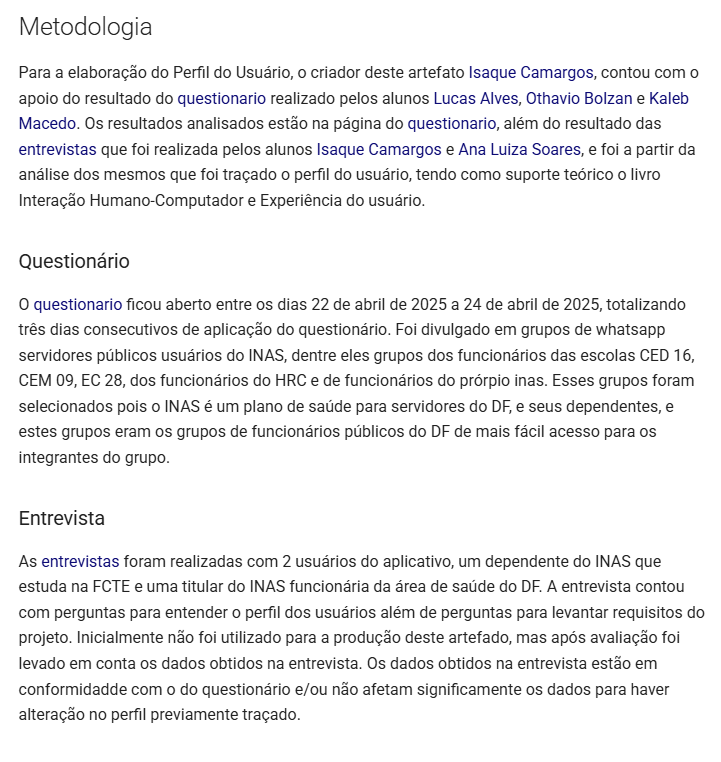 Metodologia
Para a elaboração do Perfil do Usuário, o criador deste artefato Isaque Camargos, contou com o
apoio do resultado do questionario realizado pelos alunos Lucas Alves, Othavio Bolzan e Kaleb
Macedo. Os resultados analisados estão na página do questionario, além do resultado das
entrevistas que foi realizada pelos alunos Isaque Camargos e Ana Luiza Soares, e foi a partir da
análise dos mesmos que foi traçado o perfil do usuário, tendo como suporte teórico o livro
Interação Humano-Computador e Experiência do usuário.
Questionário
O questionario ficou aberto entre os dias 22 de abril de 2025 a 24 de abril de 2025, totalizando
três dias consecutivos de aplicação do questionário. Foi divulgado em grupos de whatsapp
servidores públicos usuários do INAS, dentre eles grupos dos funcionários das escolas CED 16,
CEM 09, EC 28, dos funcionários do HRC e de funcionários do prórpio inas. Esses grupos foram
selecionados pois o INAS é um plano de saúde para servidores do DF, e seus dependentes, e
estes grupos eram os grupos de funcionários públicos do DF de mais fácil acesso para os
integrantes do grupo.
Entrevista
As entrevistas foram realizadas com 2 usuários do aplicativo, um dependente do INAS que
estuda na FCTE e uma titular do INAS funcionária da área de saúde do DF. A entrevista contou
com perguntas para entender o perfil dos usuários além de perguntas para levantar requisitos do
projeto. Inicialmente não foi utilizado para a produção deste artefado, mas após avaliação foi
levado em conta os dados obtidos na entrevista. Os dados obtidos na entrevista estão em
conformidadde com o do questionário e/ou não afetam significamente os dados para haver
alteração no perfil previamente traçado.